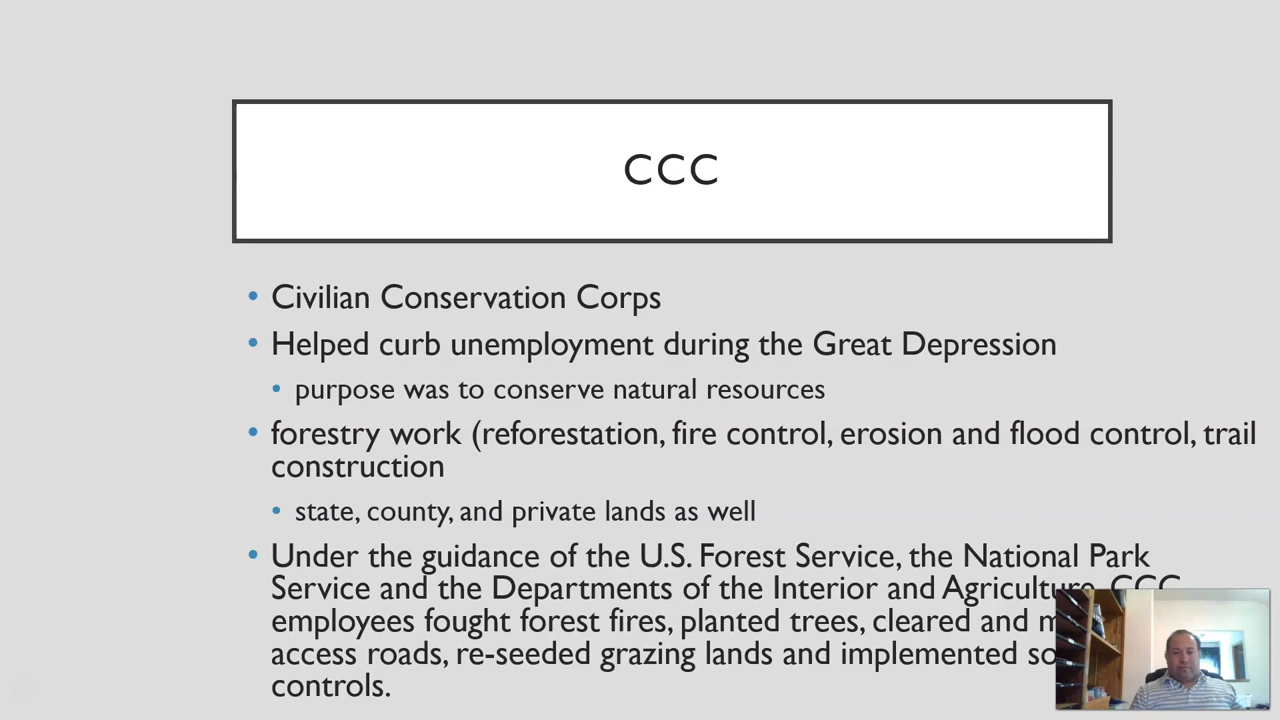 CCC
• Civilian Conservation Corps
• Helped curb unemployment during the Great Depression
• purpose was to conserve natural resources
• forestry work (reforestation, fire control, erosion and flood control, trail
construction
• state, county, and private lands as well
• Under the guidance of the U.S. Forest Service, the National Park
Service and the Departments of the Interior and Agriculture, CCC
employees fought forest fires, planted trees, cleared and
access roads, re-seeded grazing lands and implemented
controls.